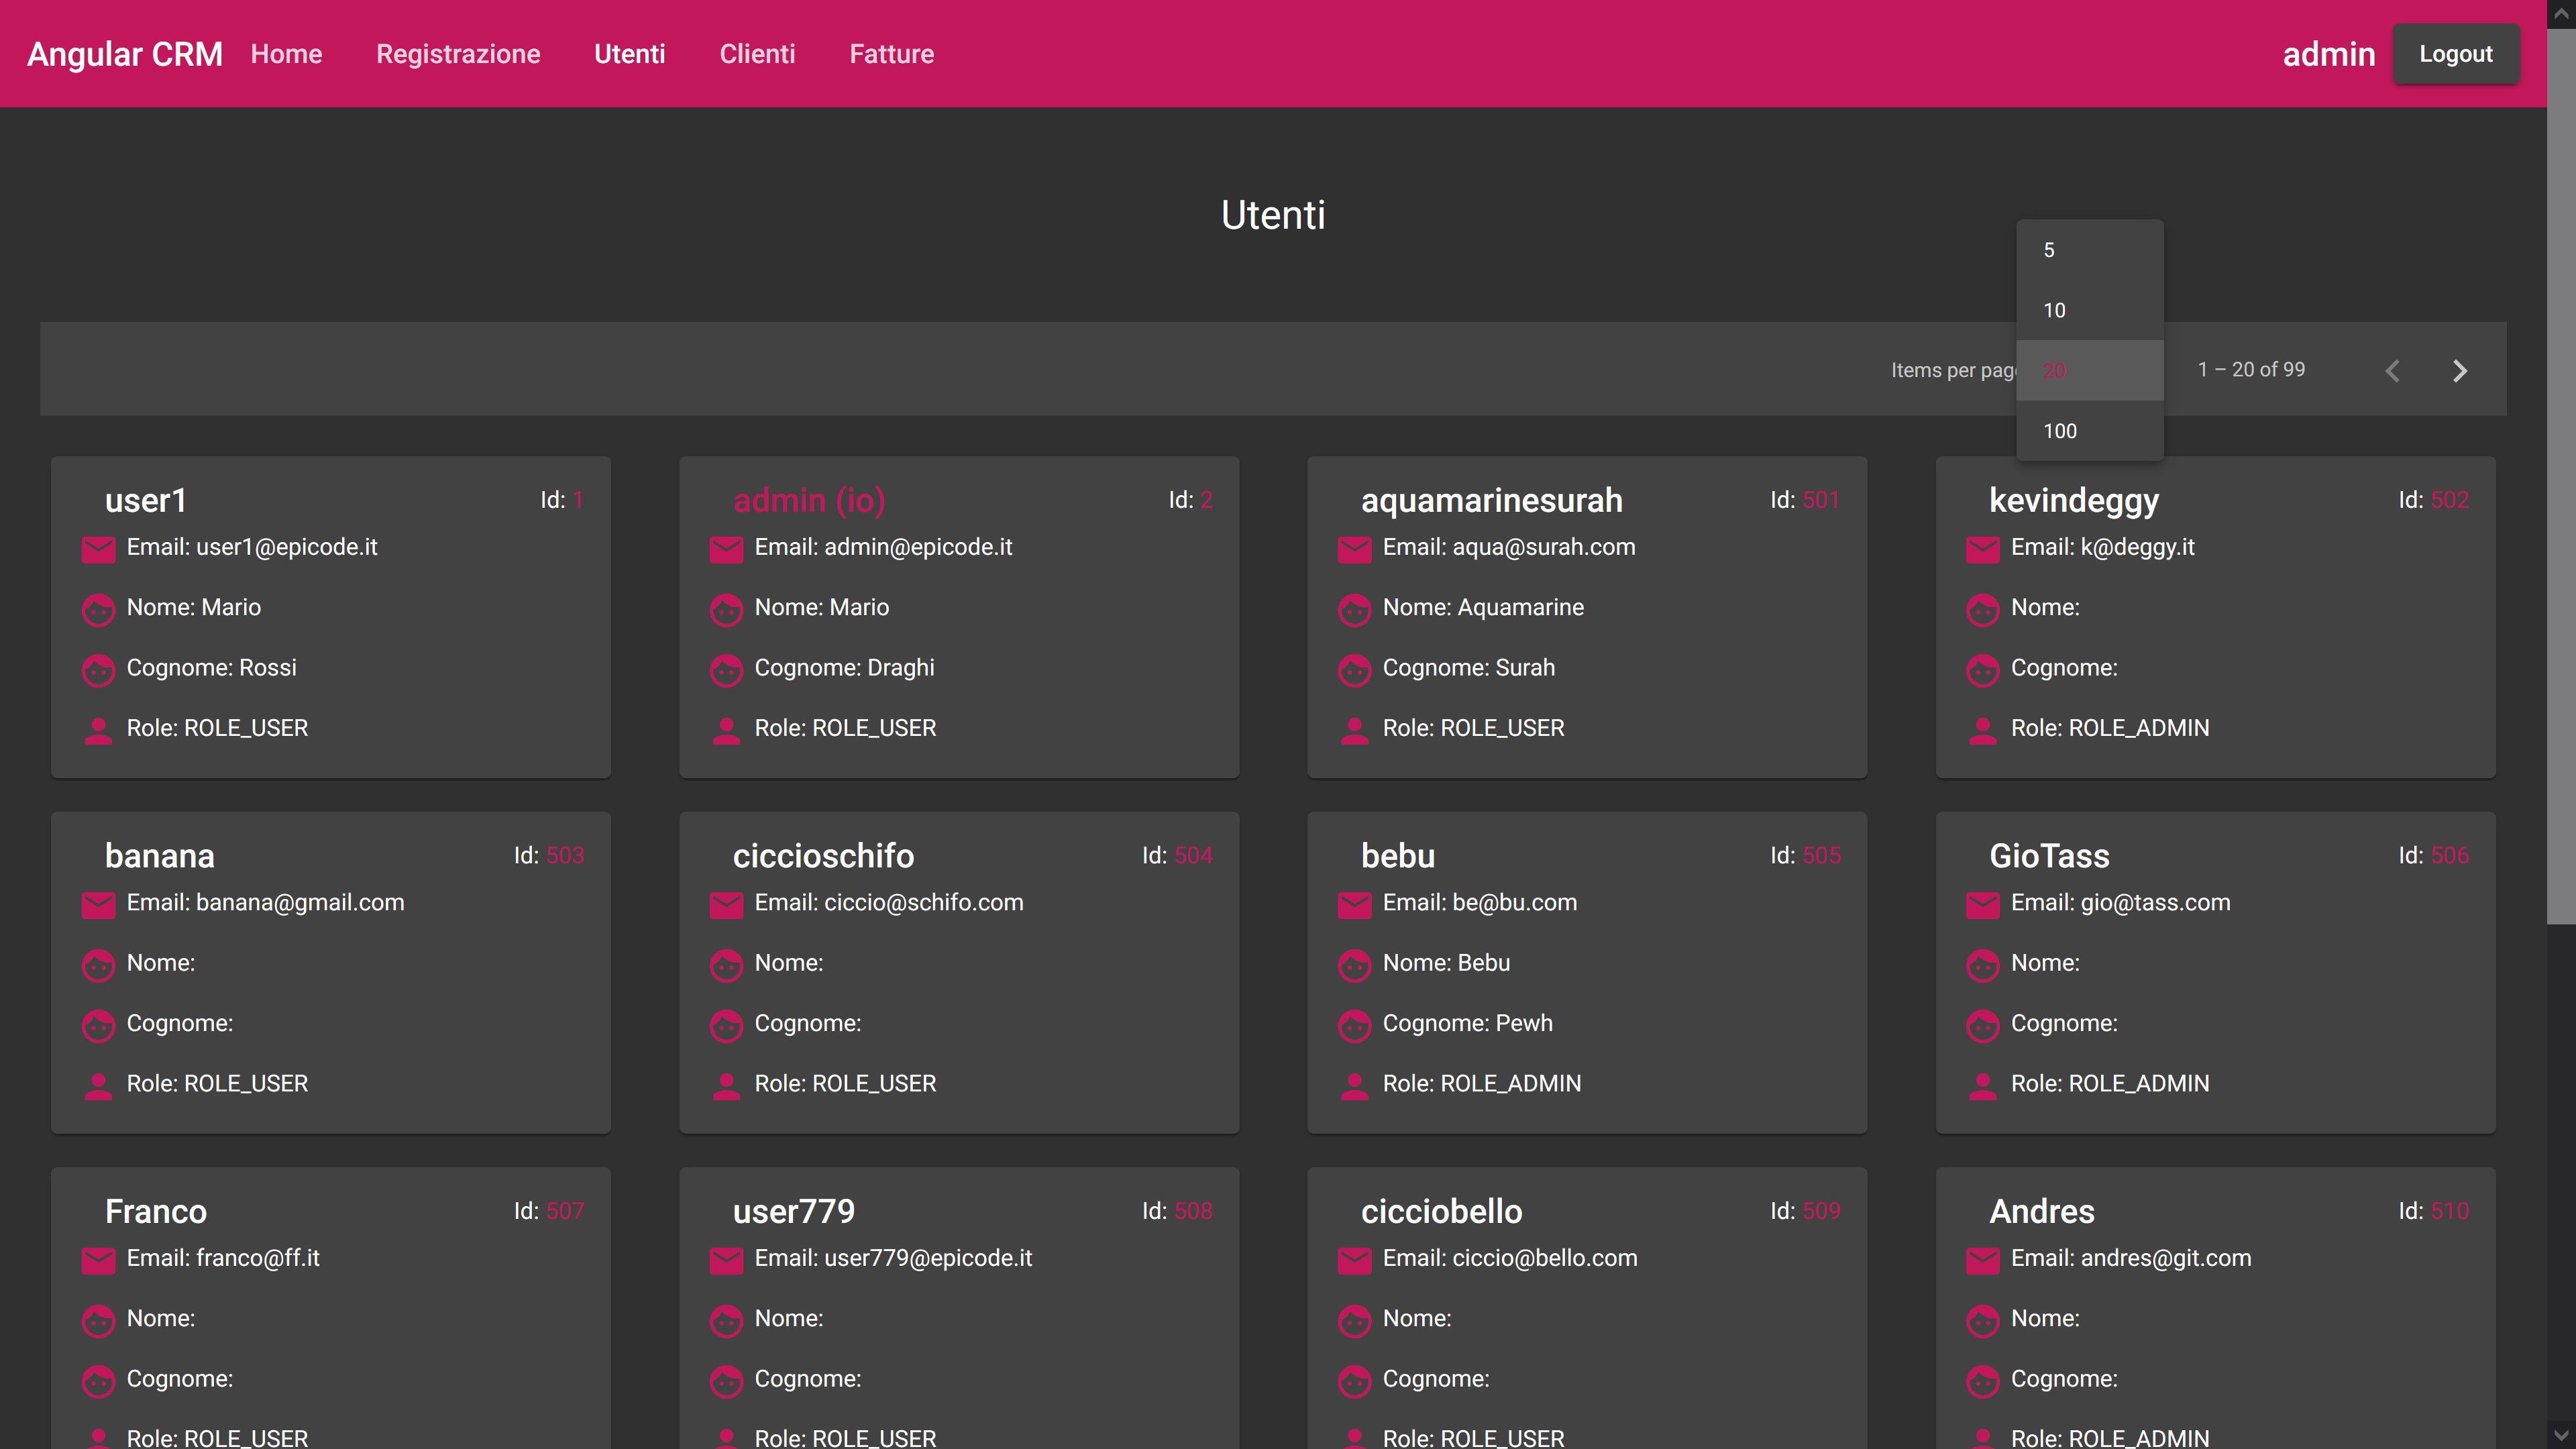 Angular CRM Home Registrazione Utenti Clienti Fatture admin Logout
Utenti
5
10
Items per pag 20 1 – 20 of 99
100
user1 Id: 1
Email: user1@epicode.it
Nome: Mario
Cognome: Rossi
Role: ROLE_USER
admin (io) Id: 2
Email: admin@epicode.it
Nome: Mario
Cognome: Draghi
Role: ROLE_USER
aquamarinesurah Id: 501
Email: aqua@surah.com
Nome: Aquamarine
Cognome: Surah
Role: ROLE_USER
kevindeggy Id: 502
Email: k@deggy.it
Nome:
Cognome:
Role: ROLE_ADMIN
banana Id: 503
Email: banana@gmail.com
Nome:
Cognome:
Role: ROLE_USER
ciccioschifo Id: 504
Email: ciccio@schifo.com
Nome:
Cognome:
Role: ROLE_USER
bebu Id: 505
Email: be@bu.com
Nome: Bebu
Cognome: Pewh
Role: ROLE_ADMIN
GioTass Id: 506
Email: gio@tass.com
Nome:
Cognome:
Role: ROLE_ADMIN
Franco Id: 507
Email: franco@ff.it
Nome:
Cognome:
Role: ROLE_USER
user779 Id: 508
Email: user779@epicode.it
Nome:
Cognome:
Role: ROLE_USER
cicciobello Id: 509
Email: ciccio@bello.com
Nome:
Cognome:
Role: ROLE_USER
Andres Id: 510
Email: andres@git.com
Nome:
Cognome:
Role: ROLE_ADMIN